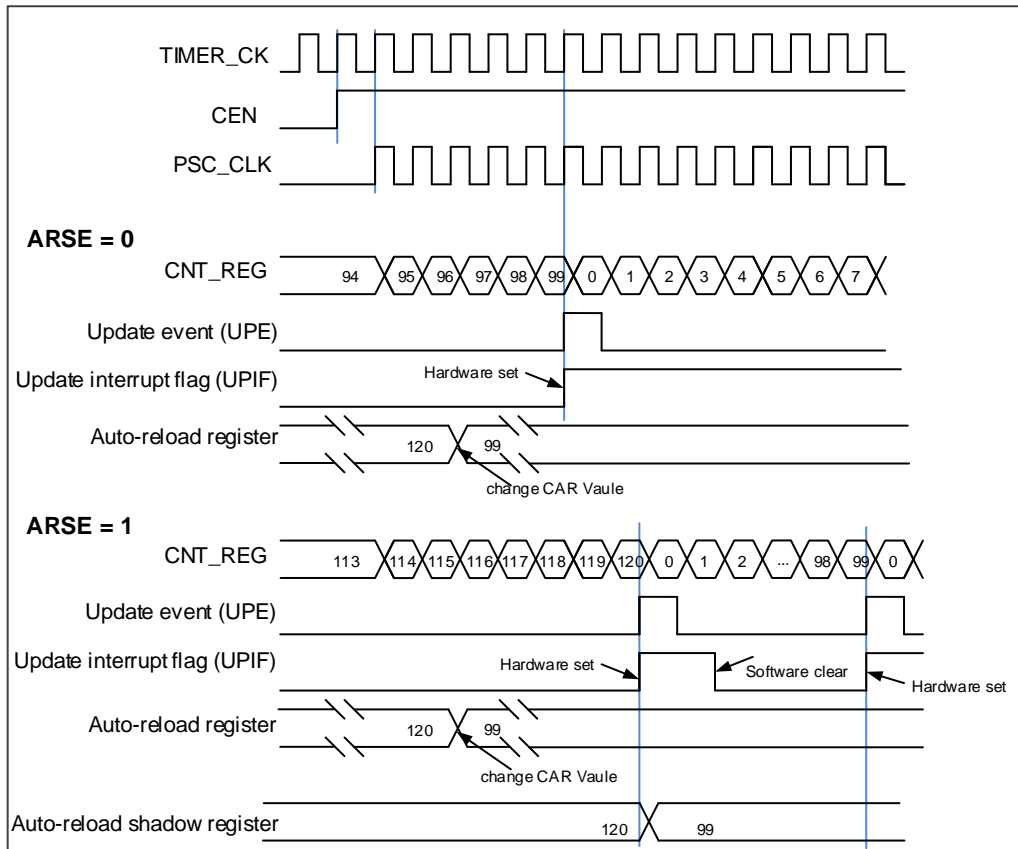 TIMER_CK
CEN
PSC_CLK
ARSE = 0
CNT_REG 94 95 96 97 98 99 0 1 2 3 4 5 6 7
Update event (UPE)
Hardware set
Update interrupt flag (UPIF)
Auto-reload register 120 99
change CAR Vaule
ARSE = 1
CNT_REG 113 114 115 116 117 118 119 120 0 1 2 ... 98 99 0
Update event (UPE)
Update interrupt flag (UPIF) Hardware set Software clear
Hardware set
Auto-reload register 120 99
change CAR Vaule
Auto-reload shadow register 120 99